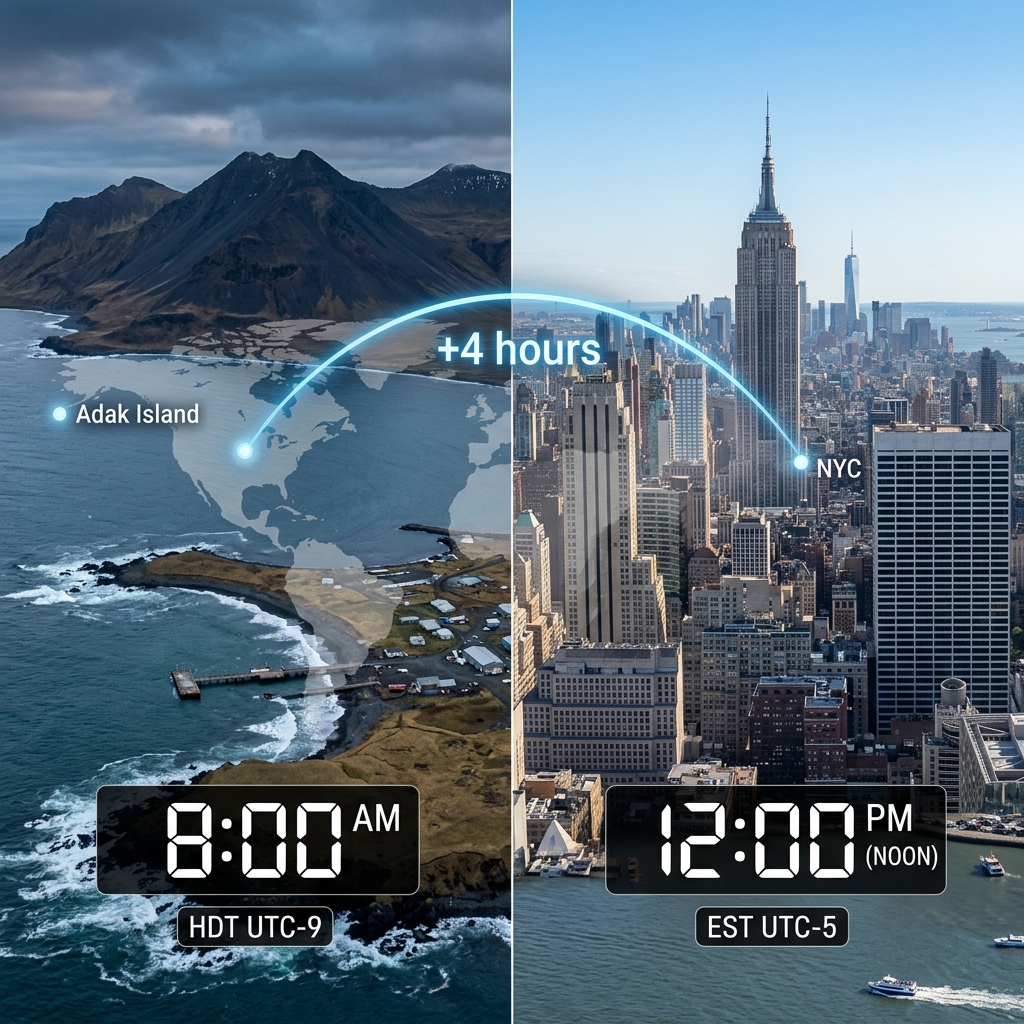 +4 hours
Adak Island
NYC
8:00 AM
12:00 PM
(NOON)
HDT UTC-9
EST UTC-5